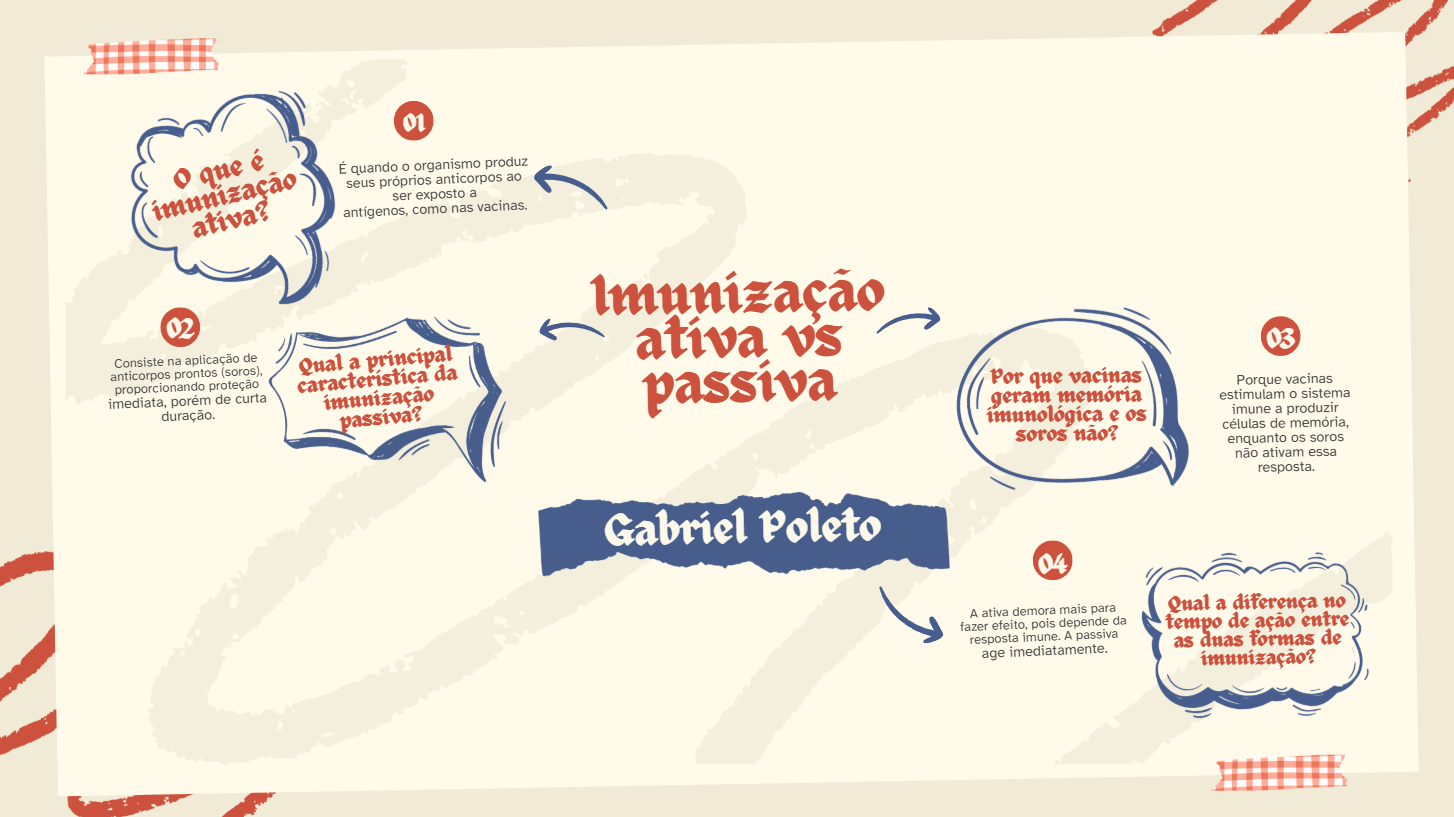 Imunização
ativa vs
passiva
Gabriel Poleto
O que é
imunização
ativa?
01
É quando o organismo produz
seus próprios anticorpos ao
ser exposto a
antígenos, como nas vacinas.
02
Consiste na aplicação de
anticorpos prontos (soros),
proporcionando proteção
imediata, porém de curta
duração.
Qual a principal
característica da
imunização
passiva?
Por que vacinas
geram memória
imunológica e os
soros não?
03
Porque vacinas
estimulam o sistema
imune a produzir
células de memória,
enquanto os soros
não ativam essa
resposta.
04
A ativa demora mais para
fazer efeito, pois depende da
resposta imune. A passiva
age imediatamente.
Qual a diferença no
tempo de ação entre
as duas formas de
imunização?